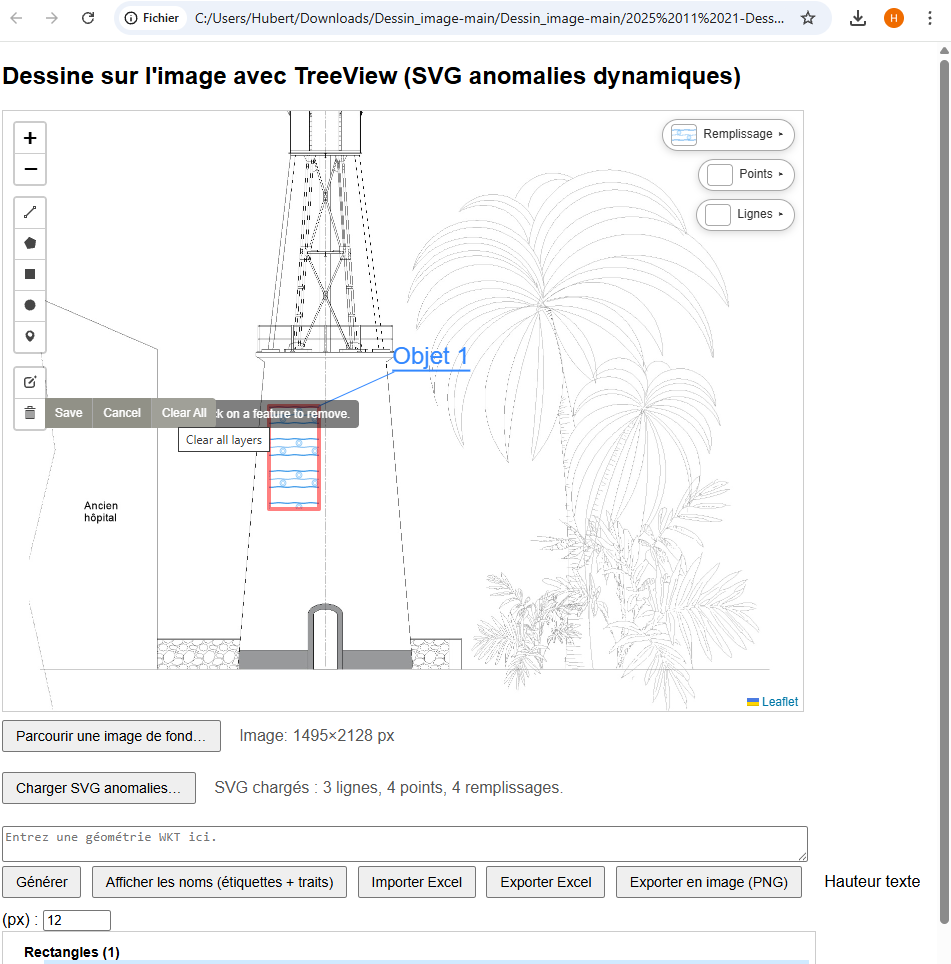 Fichier
C:/Users/Hubert/Downloads/Dessin_image-main/Dessin_image-main/2025%2011%2021-Dess...
H
Dessine sur l'image avec TreeView (SVG anomalies dynamiques)
+
Remplissage
−
Points
Lignes
Objet 1
Save Cancel Clear All ck on a feature to remove.
Clear all layers
Ancien
hôpital
Leaflet
Parcourir une image de fond… Image: 1495×2128 px
Charger SVG anomalies… SVG chargés : 3 lignes, 4 points, 4 remplissages.
Entrez une géométrie WKT ici.
Générer Afficher les noms (étiquettes + traits) Importer Excel Exporter Excel Exporter en image (PNG) Hauteur texte
(px) : 12
Rectangles (1)